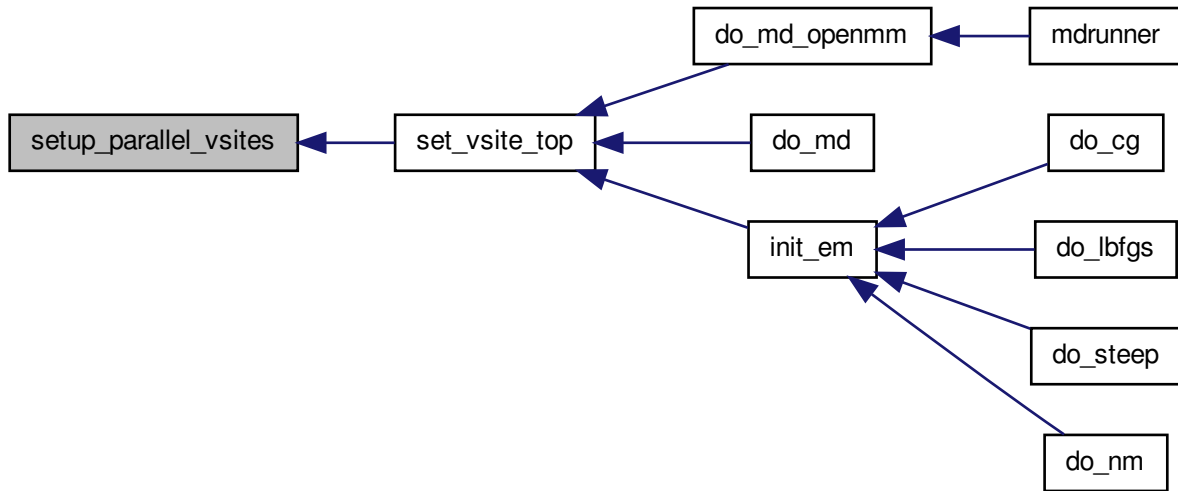 do_md_openmm
mdrunner
setup_parallel_vsites
set_vsite_top
do_md
do_cg
init_em
do_lbfgs
do_steep
do_nm